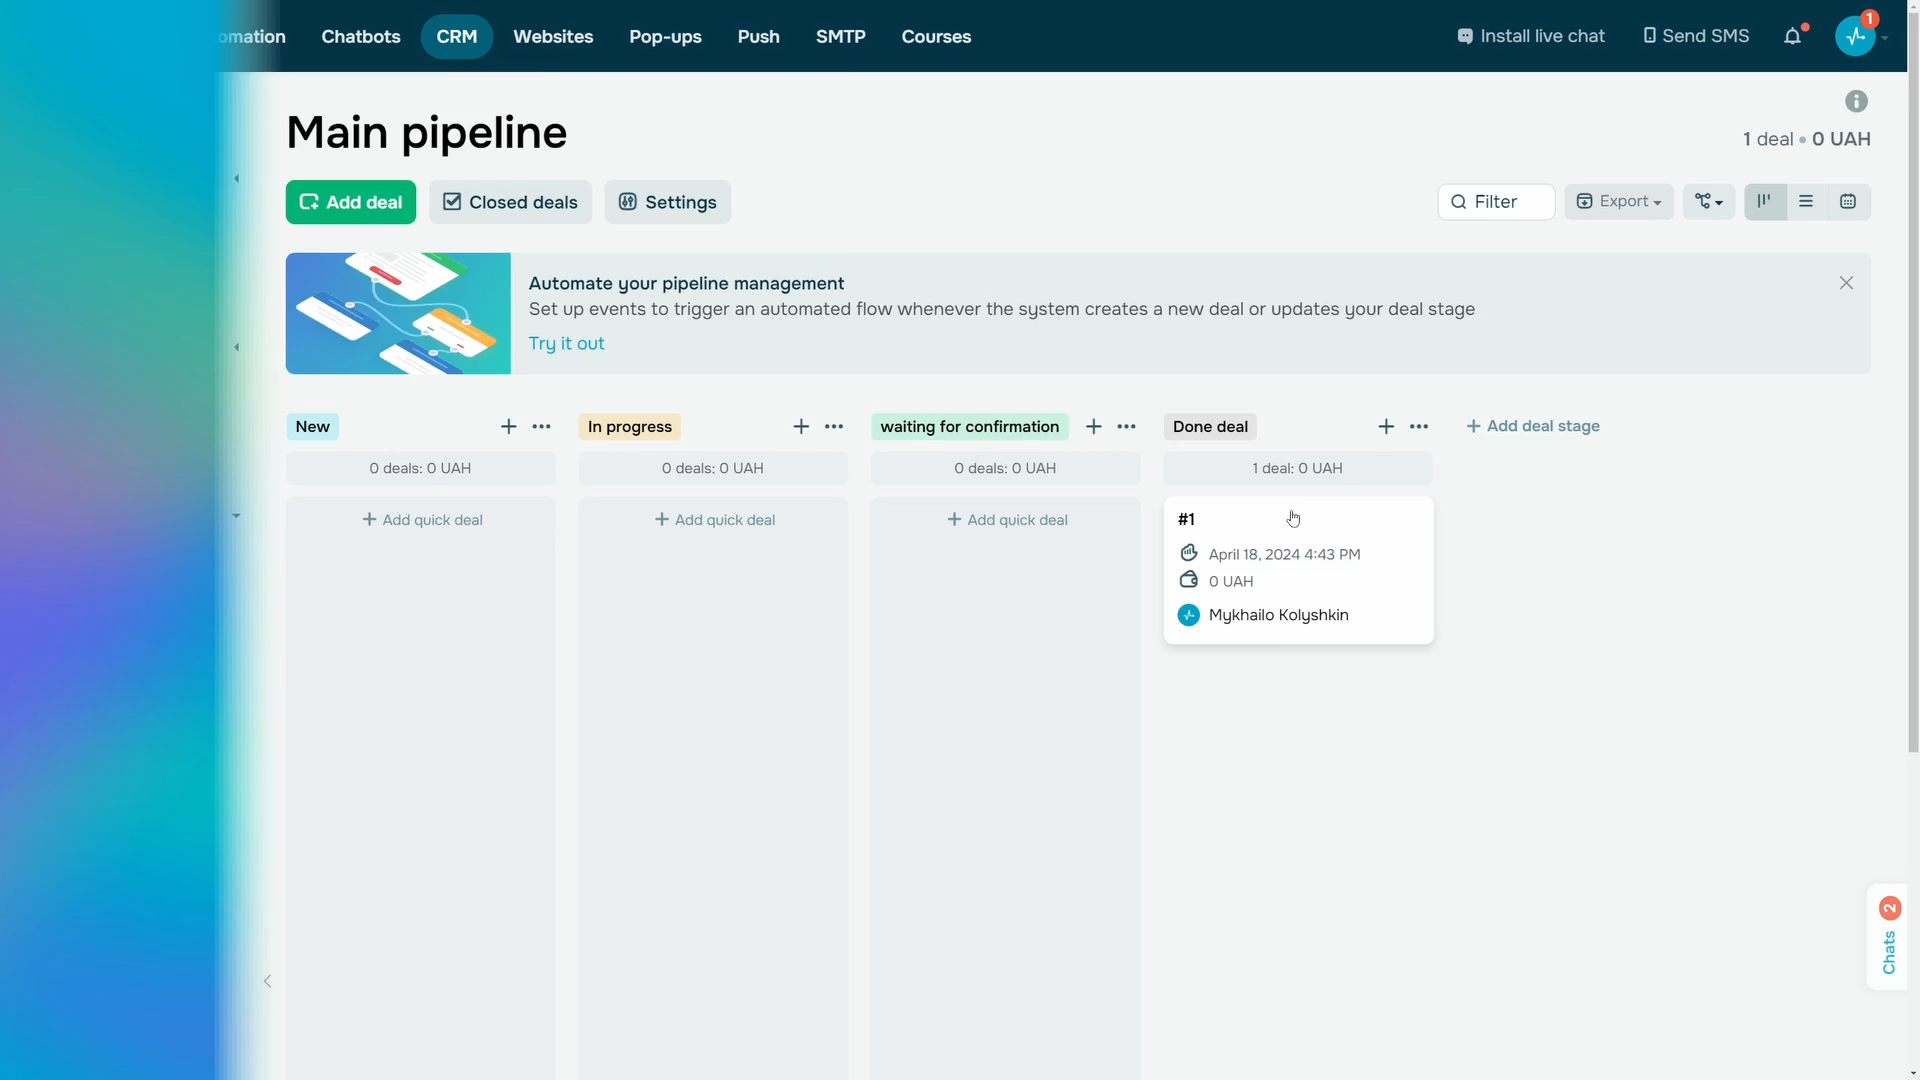 Chatbots CRM Websites Pop-ups Push SMTP Courses Install live chat Send SMS 1
Main pipeline
1 deal • 0 UAH
Add deal Closed deals Settings Filter Export
Automate your pipeline management
Set up events to trigger an automated flow whenever the system creates a new deal or updates your deal stage
Try it out
New In progress waiting for confirmation Done deal + Add deal stage
0 deals: 0 UAH 0 deals: 0 UAH 0 deals: 0 UAH 1 deal: 0 UAH
+ Add quick deal + Add quick deal + Add quick deal #1
April 18, 2024 4:43 PM
0 UAH
Mykhailo Kolyshkin
Chats 2